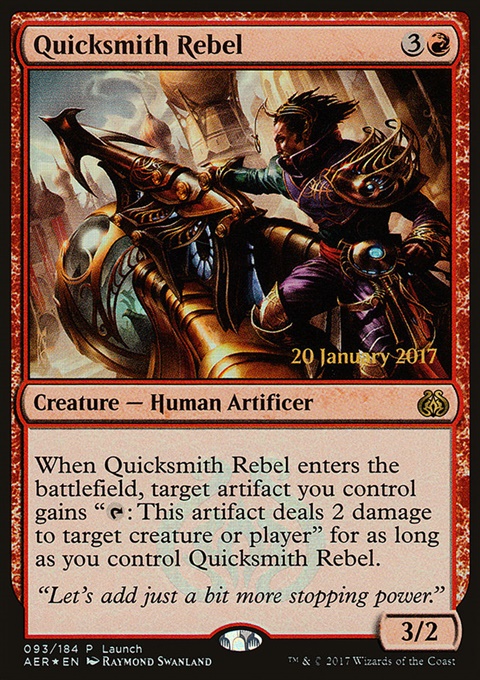 Quicksmith Rebel 3
20 January 2017
Creature — Human Artificer
When Quicksmith Rebel enters the
battlefield, target artifact you control
gains “: This artifact deals 2 damage
to target creature or player” for as long
as you control Quicksmith Rebel.
“Let’s add just a bit more stopping power.”
3/2
093/184 P Launch
AER★EN Raymond Swanland
™ & © 2017 Wizards of the Coast